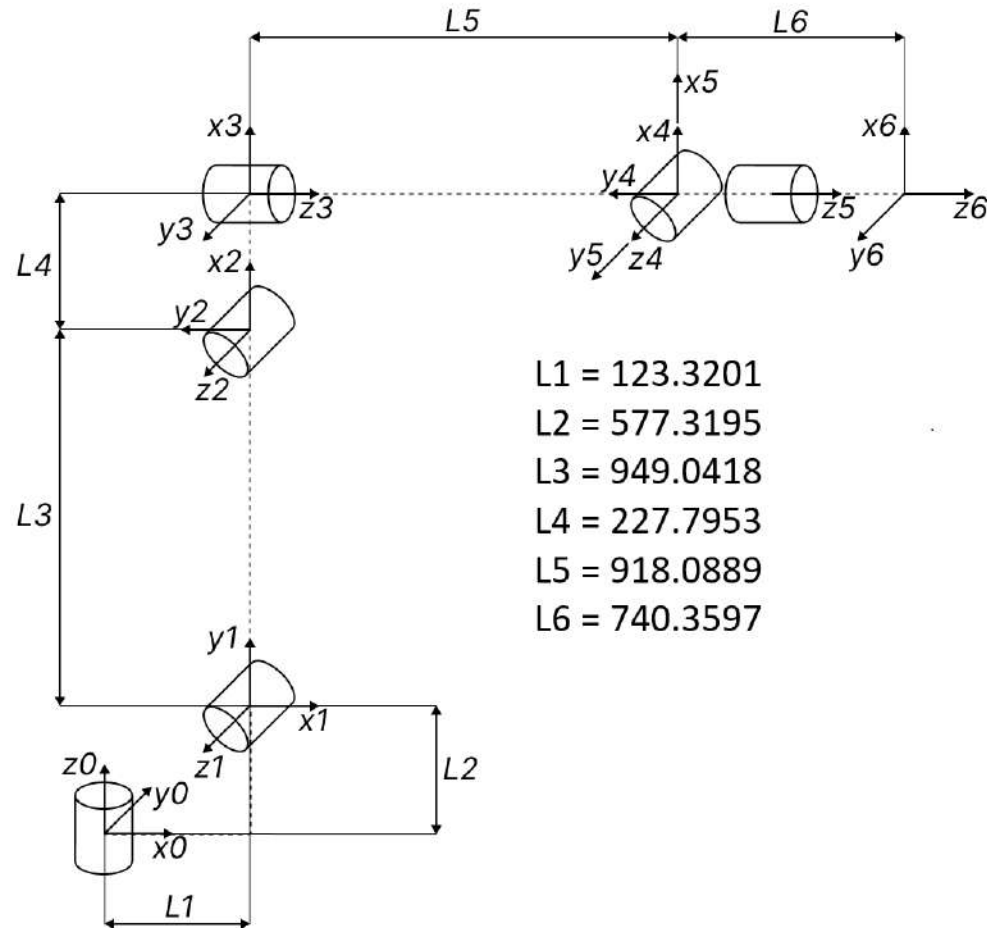 L5
L6
x5
x3
x4
x6
y4
z3
z5
z6
y3
y5
z4
y6
L4
x2
y2
z2
L1 = 123.3201
L2 = 577.3195
L3 = 949.0418
L4 = 227.7953
L5 = 918.0889
L6 = 740.3597
L3
y1
x1
z1
z0
y0
L2
x0
L1